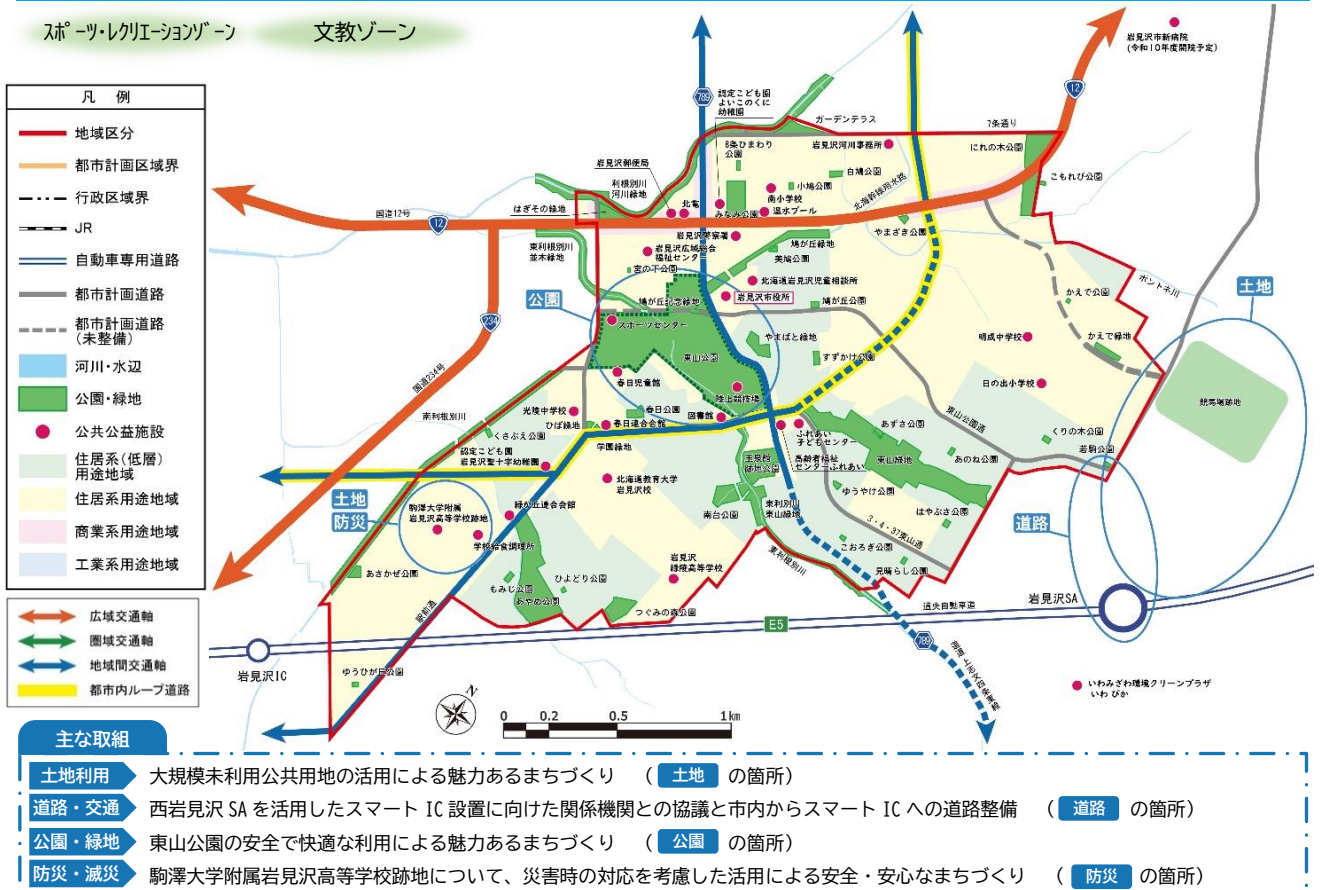 スポーツ・レクリエーションゾーン
文教ゾーン
凡 例
地域区分
都市計画区域界
行政区域界
JR
自動車専用道路
都市計画道路
都市計画道路
(未整備)
河川・水辺
公園・緑地
公共公益施設
住居系(低層)
用途地域
住居系用途地域
商業系用途地域
工業系用途地域
広域交通軸
圏域交通軸
地域間交通軸
都市内ループ道路
岩見沢市新病院
(令和10年度開院予定)
12
789
認定こども園
よいこのくに
幼稚園
ガーデンテラス
7条通り
岩見沢郵便局
利根別川
河川緑地
8条ひまわり
公園
岩見沢河川事務所
にれの木公園
こもれび公園
白鳩公園
小鳩公園
南小学校
北海幹線用水路
はぎその緑地
北電
みなみ公園
温水プール
国道12号
12
岩見沢警察署
やまざき公園
東利根別川
並木緑地
岩見沢広域総合
福祉センター
鳩が丘緑地
美鳩公園
宮の下公園
北海道岩見沢児童相談所
ポントネ川
土地
公園
鳩が丘記念緑地
岩見沢市役所
鳩が丘公園
かえで公園
234
スポーツセンター
やまばと緑地
明成中学校
かえで緑地
東山公園
すずかけ公園
国道234号
春日児童館
陸上競技場
日の出小学校
競馬場跡地
南利根別川
光陵中学校
ひば緑地
春日公園
図書館
東山公園通
くさぶえ公園
春日連合会館
ふれあい
子どもセンター
あずさ公園
くりの木公園
若駒公園
認定こども園
岩見沢聖十字幼稚園
学園緑地
高齢者福祉
センターふれあい
東山緑地
あのね公園
土地
防災
北海道教育大学
岩見沢校
玉泉館
跡地公園
ゆうやけ公園
駒澤大学附属
岩見沢高等学校跡地
緑が丘連合会館
南台公園
東利根別川
東山緑地
はやぶさ公園
道路
学校給食調理所
3・4・37東山通
こおろぎ公園
岩見沢
緑陵高等学校
東利根別川
見晴らし公園
あさかぜ公園
もみじ公園
ひよどり公園
あやめ公園
つぐみの森公園
駅前通
道央自動車道
岩見沢SA
E5
789
岩見沢IC
ゆうひが丘公園
いわみざわ環境クリーンプラザ
いわ ぴか
N
0 0.2 0.5 1km
主な取組
土地利用 大規模未利用公共用地の活用による魅力あるまちづくり ( 土地 の箇所)
道路・交通 西岩見沢 SA を活用したスマート IC 設置に向けた関係機関との協議と市内からスマート IC への道路整備 ( 道路 の箇所)
公園・緑地 東山公園の安全で快適な利用による魅力あるまちづくり ( 公園 の箇所)
防災・減災 駒澤大学附属岩見沢高等学校跡地について、災害時の対応を考慮した活用による安全・安心なまちづくり ( 防災 の箇所)